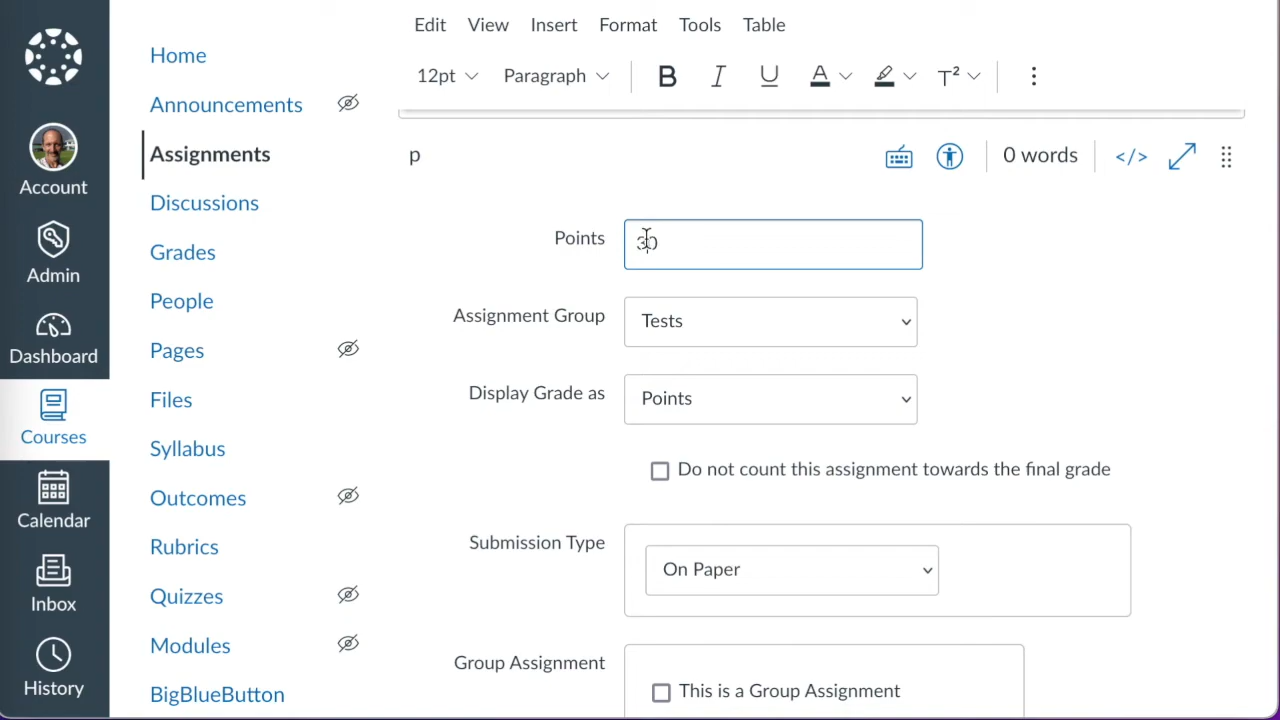 Account
Admin
Dashboard
Courses
Calendar
Inbox
History
Home
Announcements
Assignments
Discussions
Grades
People
Pages
Files
Syllabus
Outcomes
Rubrics
Quizzes
Modules
BigBlueButton
Edit View Insert Format Tools Table
12pt Paragraph B I U A T²
p 0 words </>
Points 30
Assignment Group Tests
Display Grade as Points
Do not count this assignment towards the final grade
Submission Type On Paper
Group Assignment
This is a Group Assignment